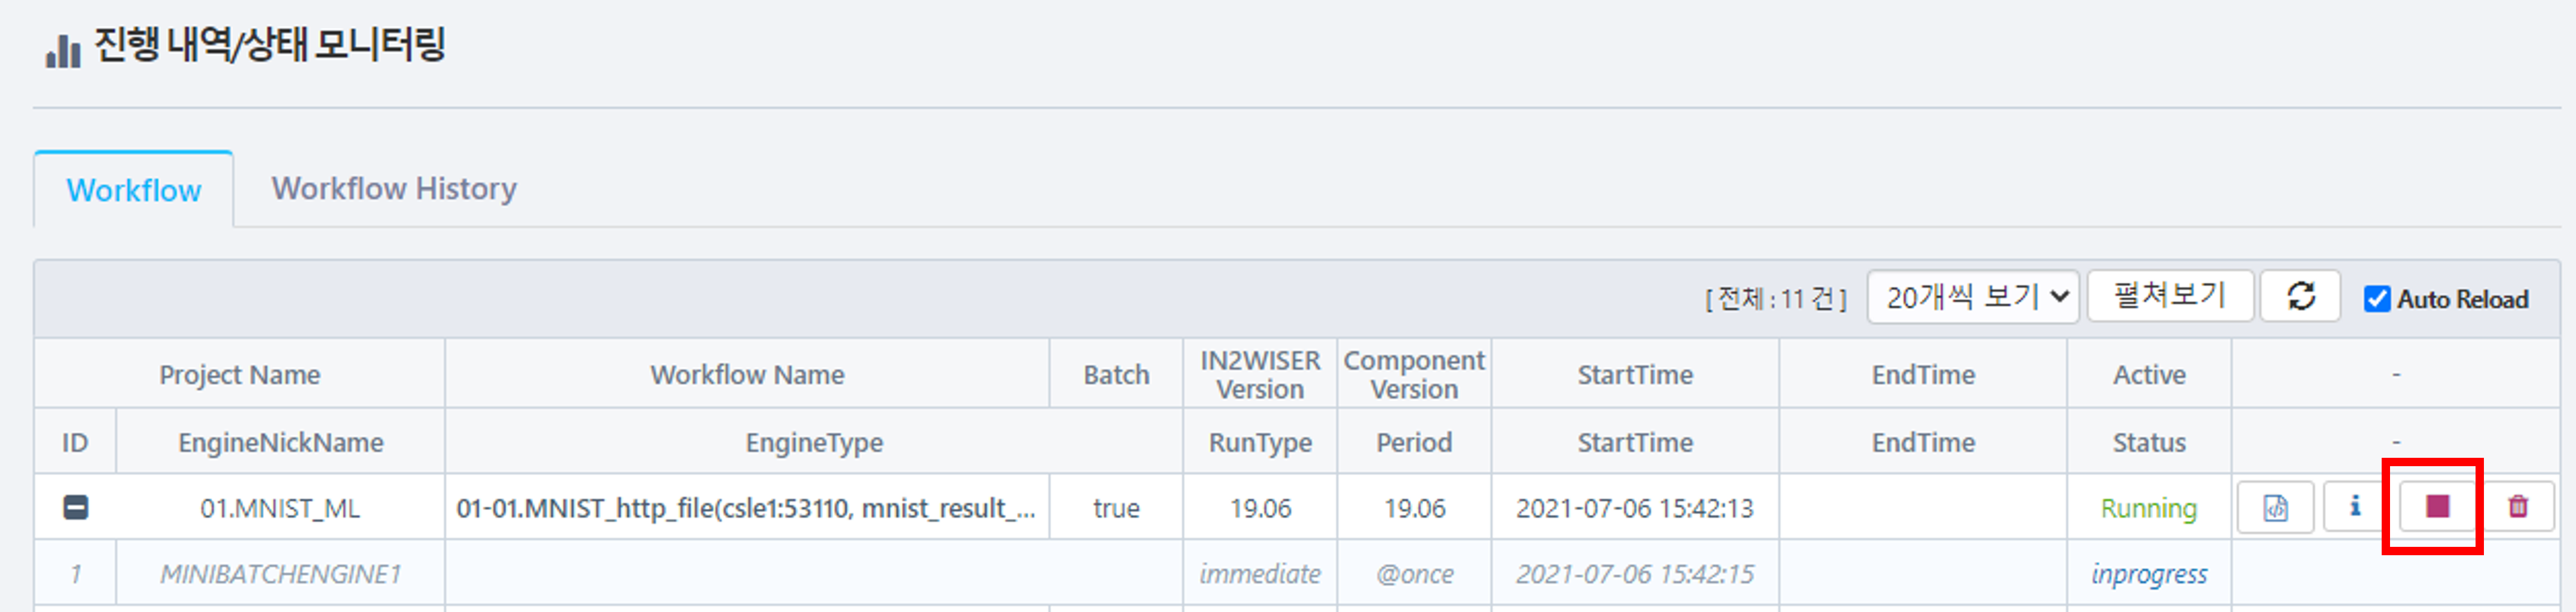 진행 내역/상태 모니터링
Workflow Workflow History
[ 전체 : 11 건 ] 20개씩 보기 펼쳐보기 Auto Reload
Project Name Workflow Name Batch IN2WISER Version Component Version StartTime EndTime Active -
ID EngineNickName EngineType RunType Period StartTime EndTime Status -
01.MNIST_ML 01-01.MNIST_http_file(csle1:53110, mnist_result_... true 19.06 19.06 2021-07-06 15:42:13 Running
1 MINIBATCHENGINE1 immediate @once 2021-07-06 15:42:15 inprogress